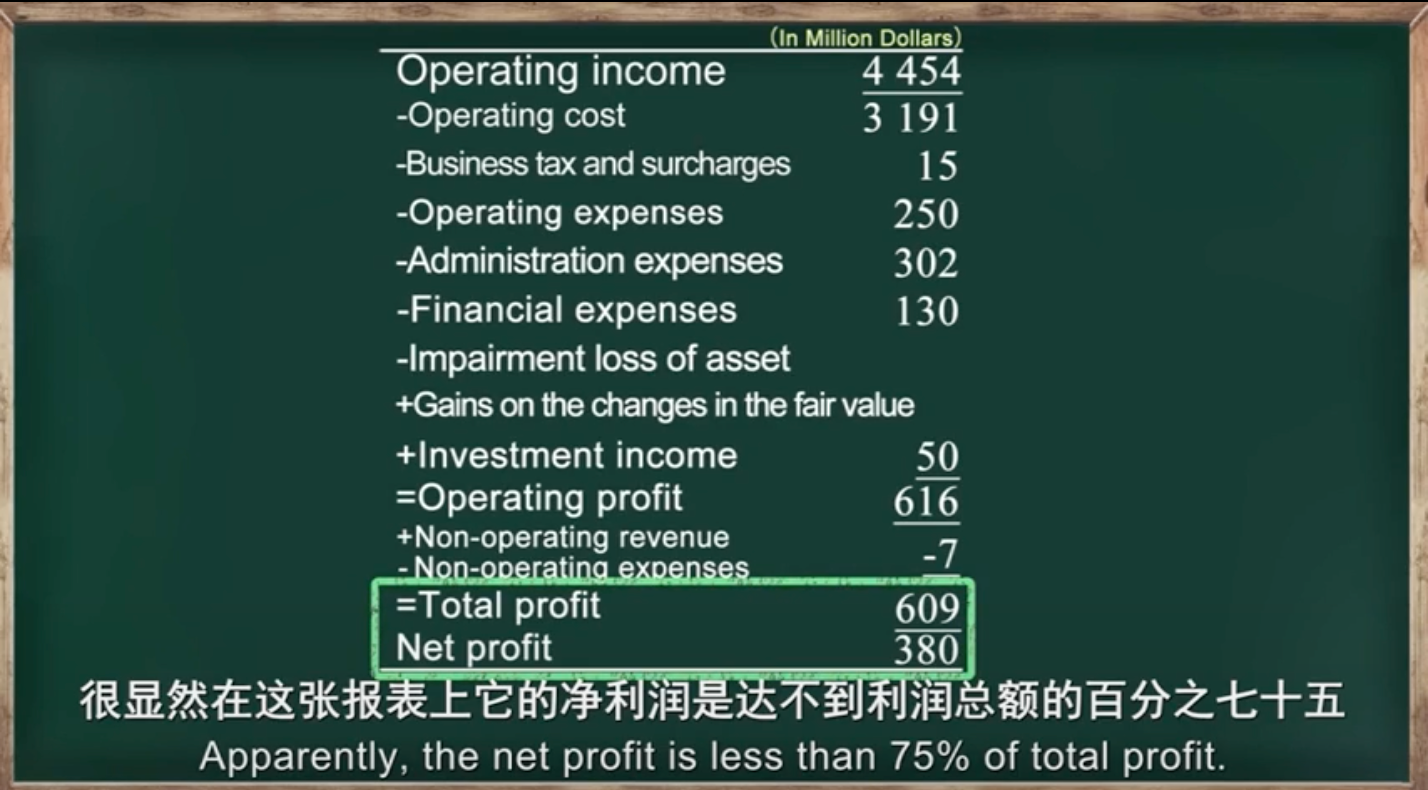 (In Million Dollars)
Operating income 4 454
-Operating cost 3 191
-Business tax and surcharges 15
-Operating expenses 250
-Administration expenses 302
-Financial expenses 130
-Impairment loss of asset
+Gains on the changes in the fair value
+Investment income 50
=Operating profit 616
+Non-operating revenue
- Non-operating expenses -7
=Total profit 609
Net profit 380
很显然在这张报表上它的净利润是达不到利润总额的百分之七十五
Apparently, the net profit is less than 75% of total profit.